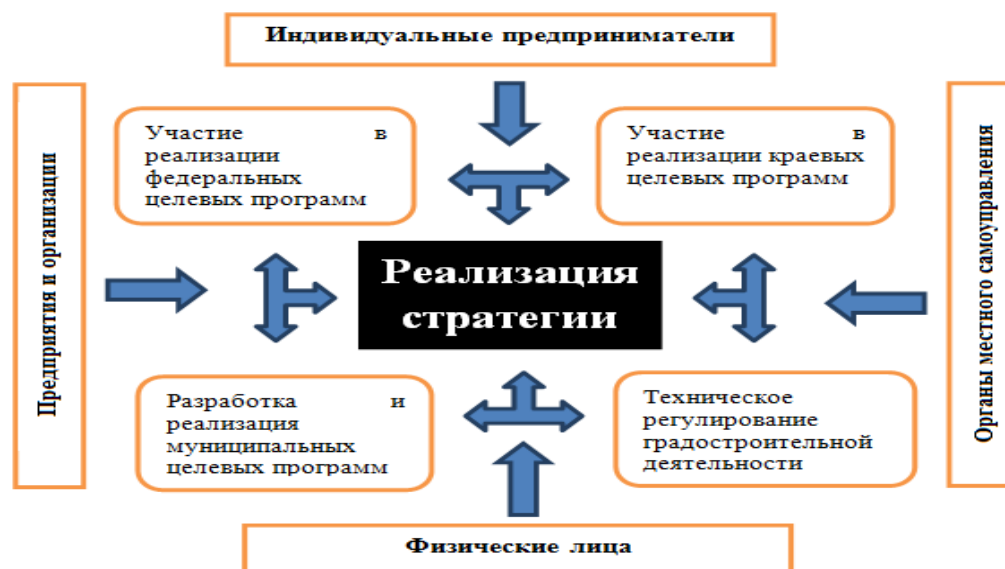 Индивидуальные предприниматели
Предприятия и организации
Участие в
реализации
федеральных
целевых программ
Участие в
реализации краевых
целевых программ
Органы местного самоуправления
Реализация
стратегии
Разработка и
реализация
муниципальных
целевых программ
Техническое
регулирование
градостроительной
деятельности
Физические лица